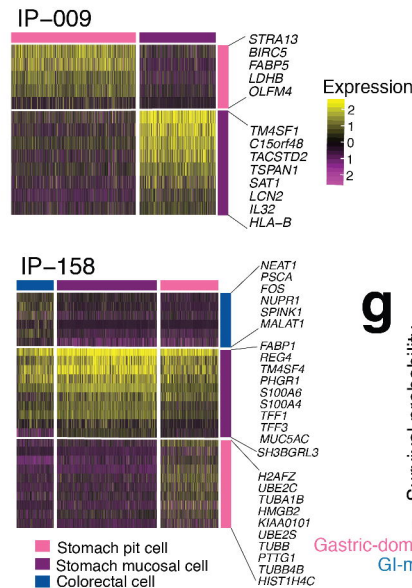 IP-009
STRA13
BIRC5
FABP5
LDHB
OLFM4
TM4SF1
C15orf48
TACSTD2
TSPAN1
SAT1
LCN2
IL32
HLA-B
Expression
2
1
0
1
2
IP-158
NEAT1
PSCA
FOS
NUPR1
SPINK1
MALAT1
FABP1
REG4
TM4SF4
PHGR1
S100A6
S100A4
TFF1
TFF3
MUC5AC
SH3BGRL3
H2AFZ
UBE2C
TUBA1B
HMGB2
KIAA0101
UBE2S
TUBB
PTTG1
TUBB4B
HIST1H4C
Stomach pit cell
Stomach mucosal cell
Colorectal cell
g
Survival probability
Gastric-dom
GI-m